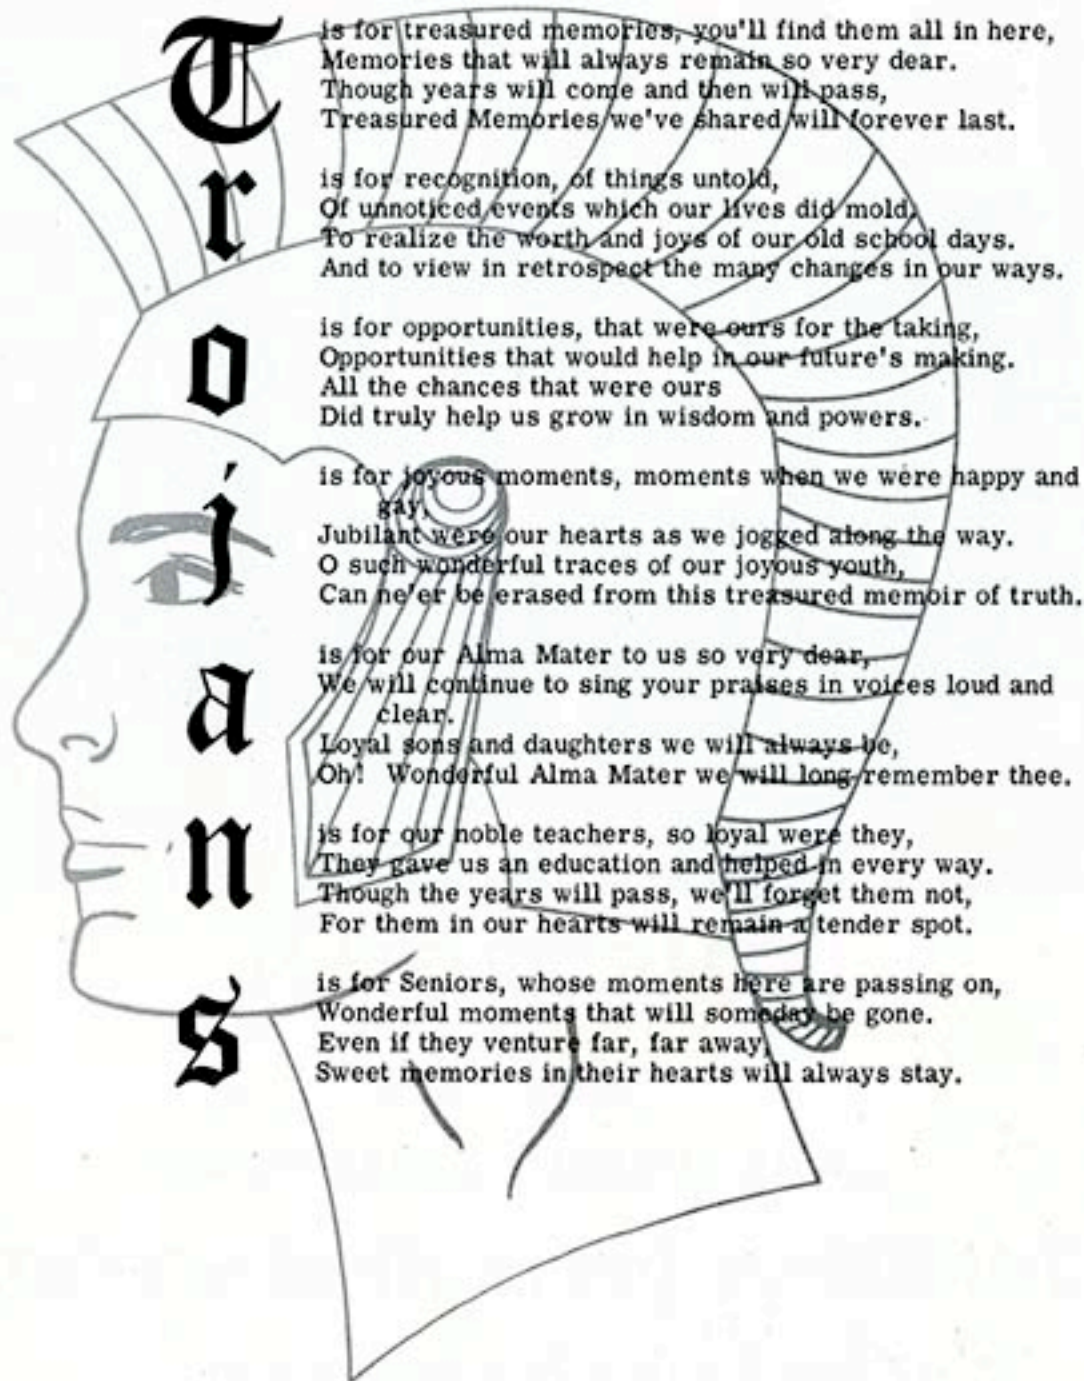 T is for treasured memories, you'll find them all in here,
Memories that will always remain so very dear.
Though years will come and then will pass,
Treasured Memories we've shared will forever last.
r is for recognition, of things untold,
Of unnoticed events which our lives did mold.
To realize the worth and joys of our old school days.
And to view in retrospect the many changes in our ways.
o is for opportunities, that were ours for the taking,
Opportunities that would help in our future's making.
All the chances that were ours
Did truly help us grow in wisdom and powers.
j is for joyous moments, moments when we were happy and
gay,
Jubilant were our hearts as we jogged along the way.
O such wonderful traces of our joyous youth,
Can ne'er be erased from this treasured memoir of truth.
a is for our Alma Mater to us so very dear,
We will continue to sing your praises in voices loud and
clear.
Loyal sons and daughters we will always be,
Oh! Wonderful Alma Mater we will long remember thee.
n is for our noble teachers, so loyal were they,
They gave us an education and helped in every way.
Though the years will pass, we'll forget them not,
For them in our hearts will remain a tender spot.
s is for Seniors, whose moments here are passing on,
Wonderful moments that will someday be gone.
Even if they venture far, far away,
Sweet memories in their hearts will always stay.